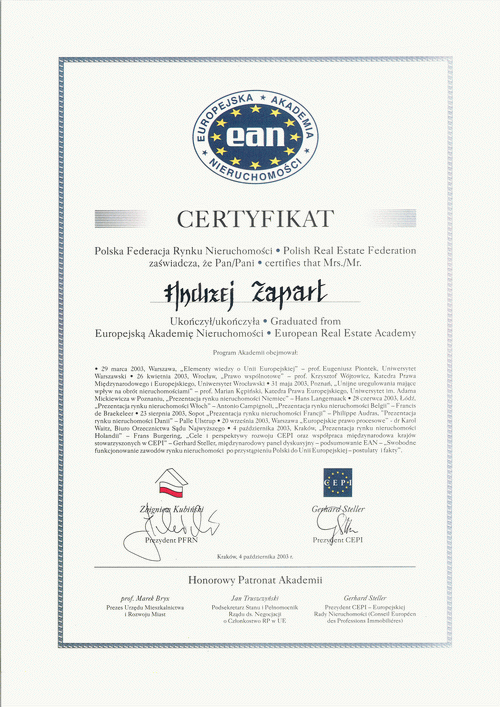 EUROPEJSKA ★ AKADEMIA
ean
★ NIERUCHOMOŚCI ★
CERTYFIKAT
Polska Federacja Rynku Nieruchomości • Polish Real Estate Federation
zaświadcza, że Pan/Pani • certifies that Mrs./Mr.
Andrzej Zapart
Ukończył/ukończyła • Graduated from
Europejską Akademię Nieruchomości • European Real Estate Academy
Program Akademii obejmował:
• 29 marca 2003, Warszawa, „Elementy wiedzy o Unii Europejskiej" – prof. Eugeniusz Piontek, Uniwersytet
Warszawski • 26 kwietnia 2003, Wrocław, „Prawo wspólnotowe" – prof. Krzysztof Wójtowicz, Katedra Prawa
Międzynarodowego i Europejskiego, Uniwersytet Wrocławski • 31 maja 2003, Poznań, „Unijne uregulowania mające
wpływ na obrót nieruchomościami" – prof. Marian Kępiński, Katedra Prawa Europejskiego, Uniwersytet im. Adama
Mickiewicza w Poznaniu, „Prezentacja rynku nieruchomości Niemiec" – Hans Langemaack • 28 czerwca 2003, Łódź,
„Prezentacja rynku nieruchomości Włoch" – Antonio Campignoli, „Prezentacja rynku nieruchomości Belgii" – Francis
de Braekeleer • 23 sierpnia 2003, Sopot „Prezentacja rynku nieruchomości Francji" – Philippe Audras, "Prezentacja
rynku nieruchomości Danii" – Palle Ulstrup • 20 września 2003, Warszawa „Europejskie prawo procesowe" - dr Karol
Waitz, Biuro Orzecznictwa Sądu Najwyższego • 4 października 2003, Kraków, „Prezentacja rynku nieruchomości
Holandii" – Frans Burgering, „Cele i perspektywy rozwoju CEPI oraz współpraca międzynarodowa krajów
stowarzyszonych w CEPI" – Gerhard Steller, międzynarodowy panel dyskusyjny – podsumowanie EAN – „Swobodne
funkcjonowanie zawodów rynku nieruchomości po przystąpieniu Polski do Unii Europejskiej – postulaty i fakty".
CEPI
Zbigniew Kubiński
Gerhard Steller
Prezydent PFRN
Prezydent CEPI
Kraków, 4 października 2003 r.
Honorowy Patronat Akademii
prof. Marek Bryx
Prezes Urzędu Mieszkalnictwa
i Rozwoju Miast
Jan Truszczyński
Podsekretarz Stanu i Pełnomocnik
Rządu ds. Negocjacji
o Członkostwo RP w UE
Gerhard Steller
Prezydent CEPI – Europejskiej
Rady Nieruchomości (Conseil Européen
des Professions Immobilières)